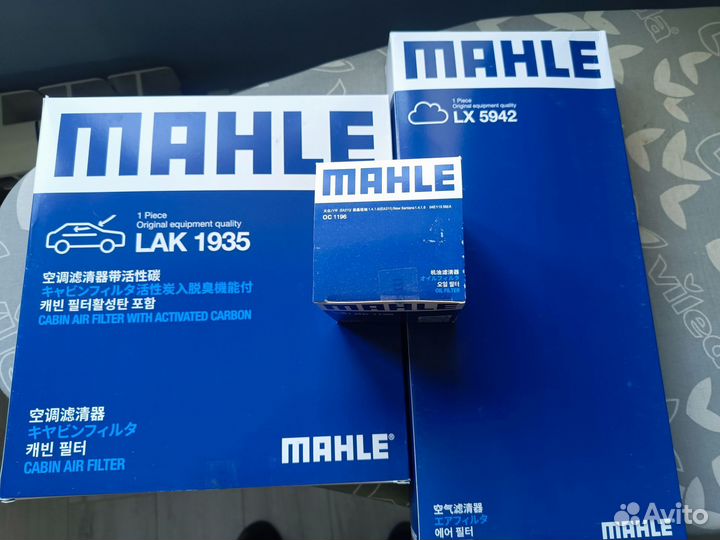 MAHLE
1 Piece
Original equipment quality
LAK 1935
空调滤清器带活性碳
キャビンフィルタ活性炭入脱臭機能付
캐빈 필터활성탄 포함
CABIN AIR FILTER WITH ACTIVATED CARBON
空调滤清器
キヤビンフィルタ
캐빈 필터
CABIN AIR FILTER
MAHLE®
MAHLE
OC 1196
机油滤清器
オイルフィルタ
오일 필터
OIL FILTER
MAHLE
1 Piece
Original equipment quality
LX 5942
空气滤清器
エアフィルタ
에어 필터
MAHLE
vileda
Avito